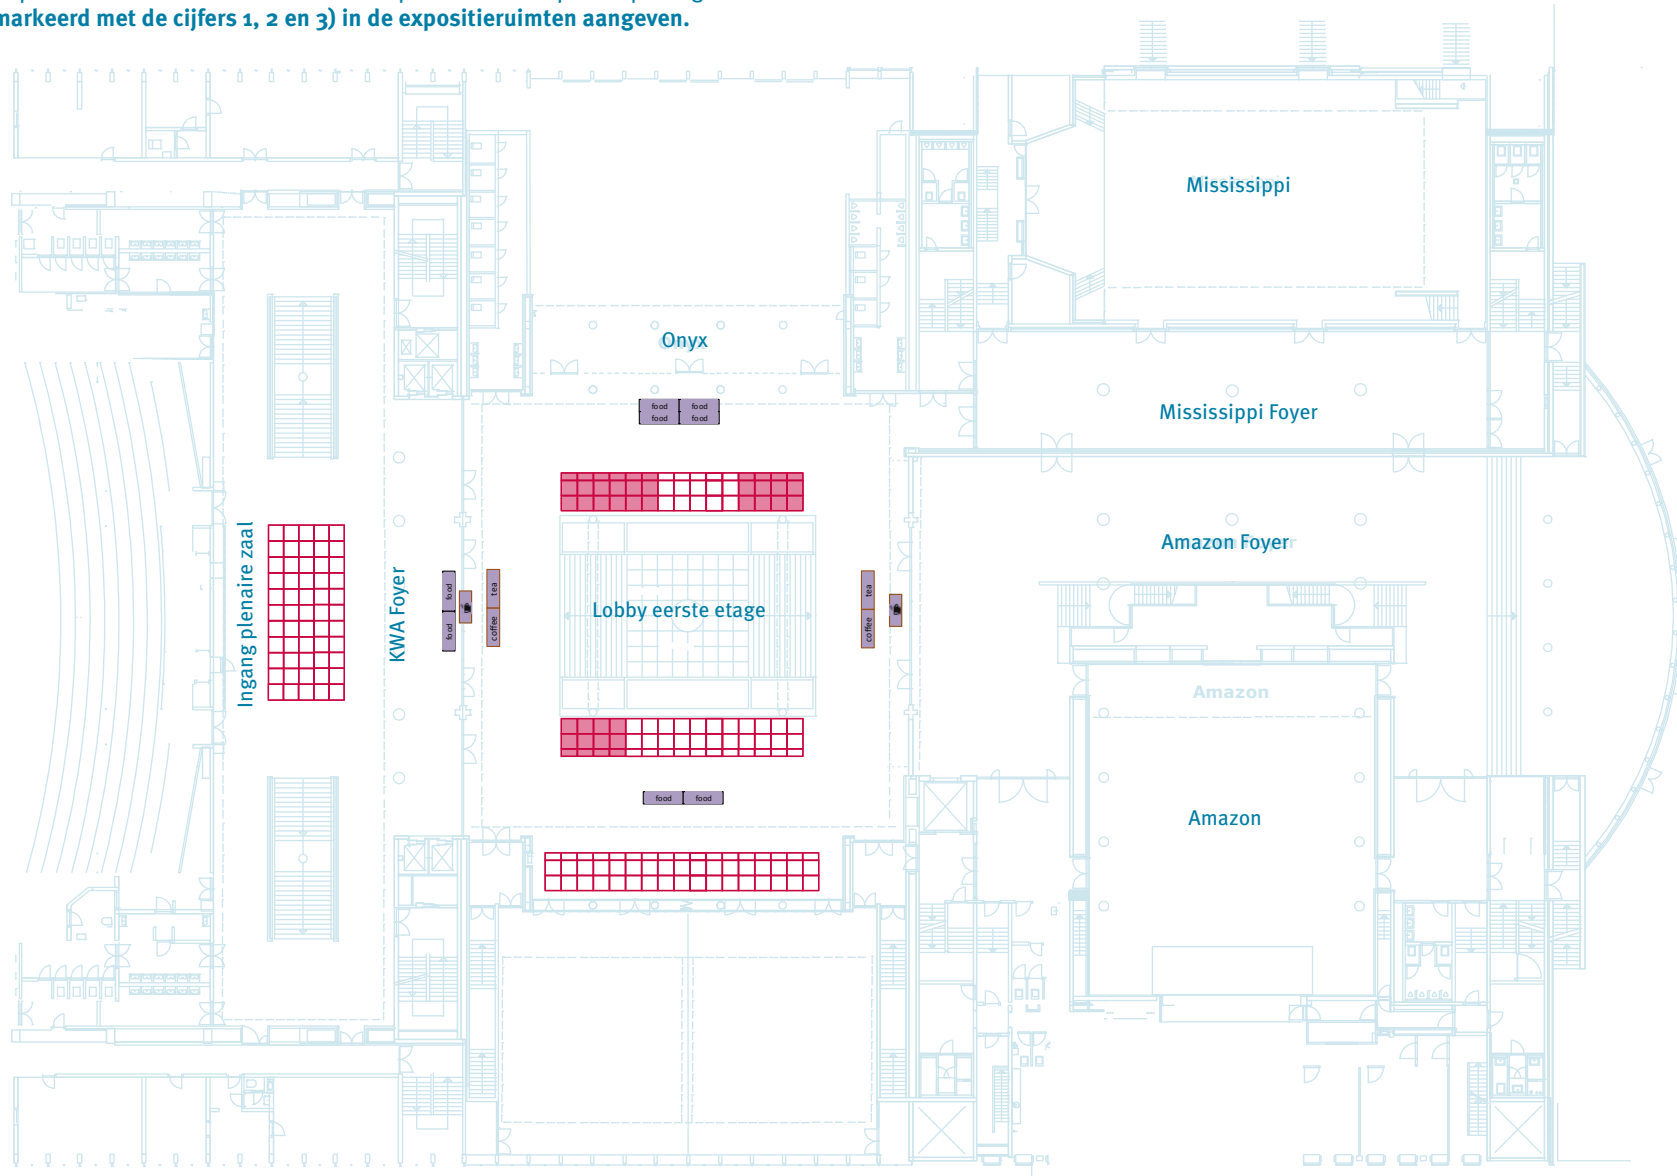 markeerd met de cijfers 1, 2 en 3) in de expositieruimten aangeven.
Mississippi
Onyx
food food
food food
Mississippi Foyer
Ingang plenaire zaal
KWA Foyer
food
food
tea
coffee
Lobby eerste etage
tea
coffee
Amazon Foyer
Amazon
food food
Amazon